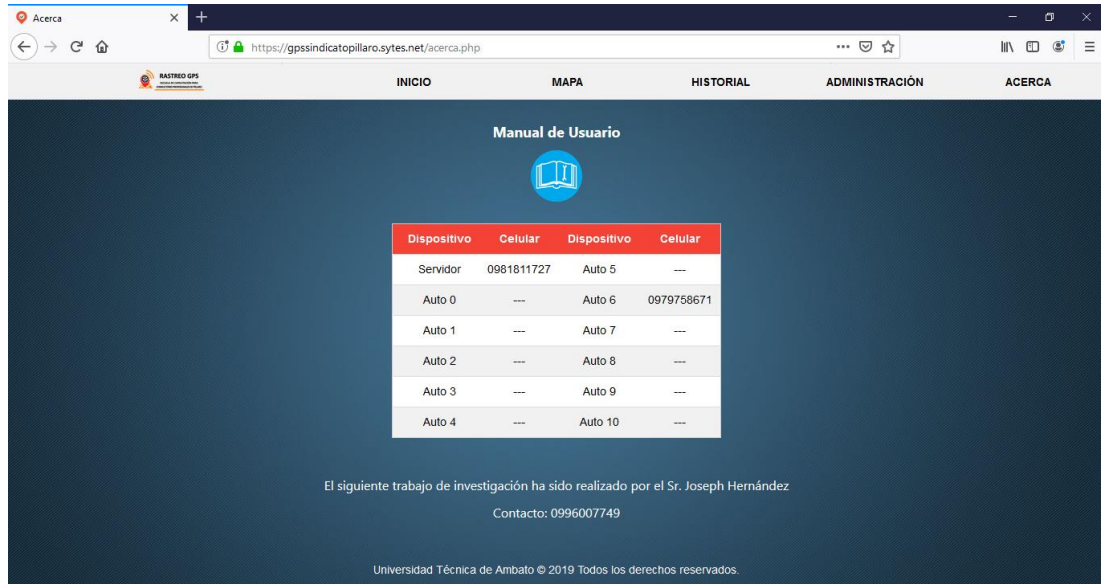 Acerca
https://gpssindicatopillaro.sytes.net/acerca.php
RASTREO GPS
INICIO MAPA HISTORIAL ADMINISTRACIÓN ACERCA
Manual de Usuario
Dispositivo Celular Dispositivo Celular
Servidor 0981811727 Auto 5 ---
Auto 0 --- Auto 6 0979758671
Auto 1 --- Auto 7 ---
Auto 2 --- Auto 8 ---
Auto 3 --- Auto 9 ---
Auto 4 --- Auto 10 ---
El siguiente trabajo de investigación ha sido realizado por el Sr. Joseph Hernández
Contacto: 0996007749
Universidad Técnica de Ambato © 2019 Todos los derechos reservados.